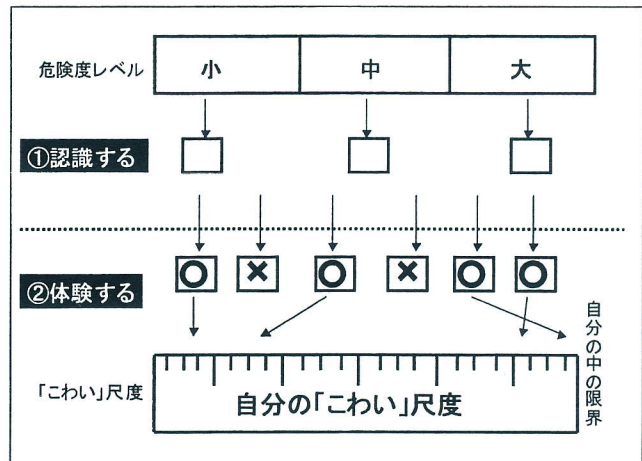 危険度レベル 小 中 大
①認識する
○ × ○ × ○ ○
②体験する
自分の中の限界
「こわい」尺度 自分の「こわい」尺度